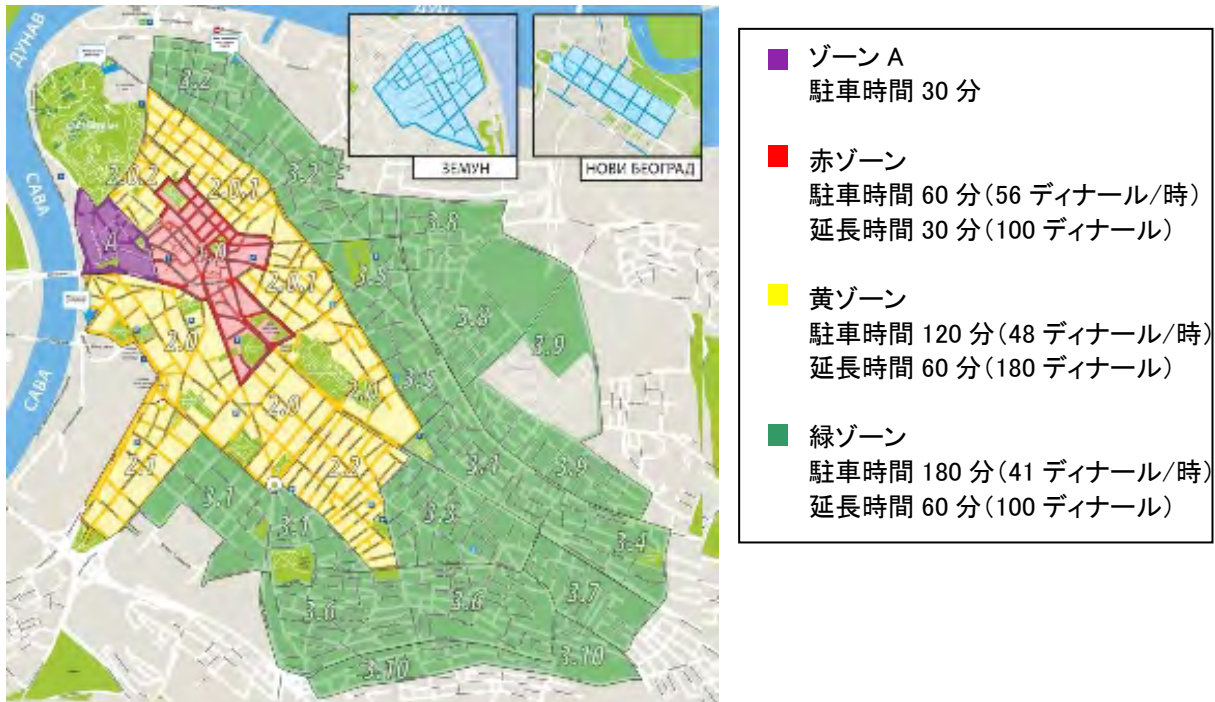 ДУНАВ
САВА
САВА
ЗЕМУН
НОВИ БЕОГРАД
3.2
2.0.2
2.0.1
3.2
A
1.0
3.8
2.0.1
3.5
3.8
3.9
2.0
3.5
2.0
2.0
2.1
2.2
3.1
3.9
3.1
3.1
3.3
3.4
3.7
3.6
3.6
3.10
3.10
ゾーン A
駐車時間 30 分
赤ゾーン
駐車時間 60 分(56 ディナール/時)
延長時間 30 分(100 ディナール)
黄ゾーン
駐車時間 120 分(48 ディナール/時)
延長時間 60 分(180 ディナール)
緑ゾーン
駐車時間 180 分(41 ディナール/時)
延長時間 60 分(100 ディナール)